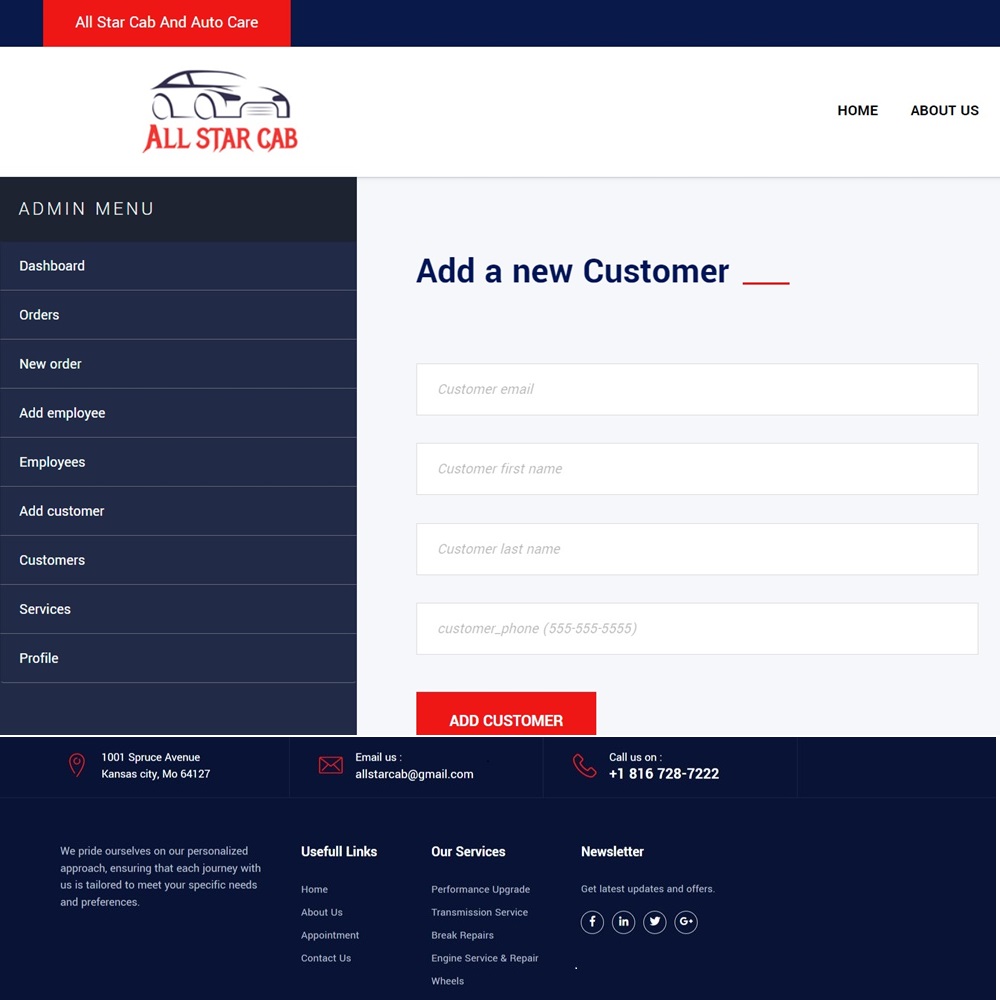 All Star Cab And Auto Care
ALL STAR CAB
HOME
ABOUT US
ADMIN MENU
Dashboard
Orders
New order
Add employee
Employees
Add customer
Customers
Services
Profile
Add a new Customer
Customer email
Customer first name
Customer last name
customer_phone (555-555-5555)
ADD CUSTOMER
1001 Spruce Avenue
Kansas city, Mo 64127
Email us :
allstarcab@gmail.com
Call us on :
+1 816 728-7222
We pride ourselves on our personalized
approach, ensuring that each journey with
us is tailored to meet your specific needs
and preferences.
Usefull Links
Home
About Us
Appointment
Contact Us
Our Services
Performance Upgrade
Transmission Service
Break Repairs
Engine Service & Repair
Wheels
Newsletter
Get latest updates and offers.
f
in
G+